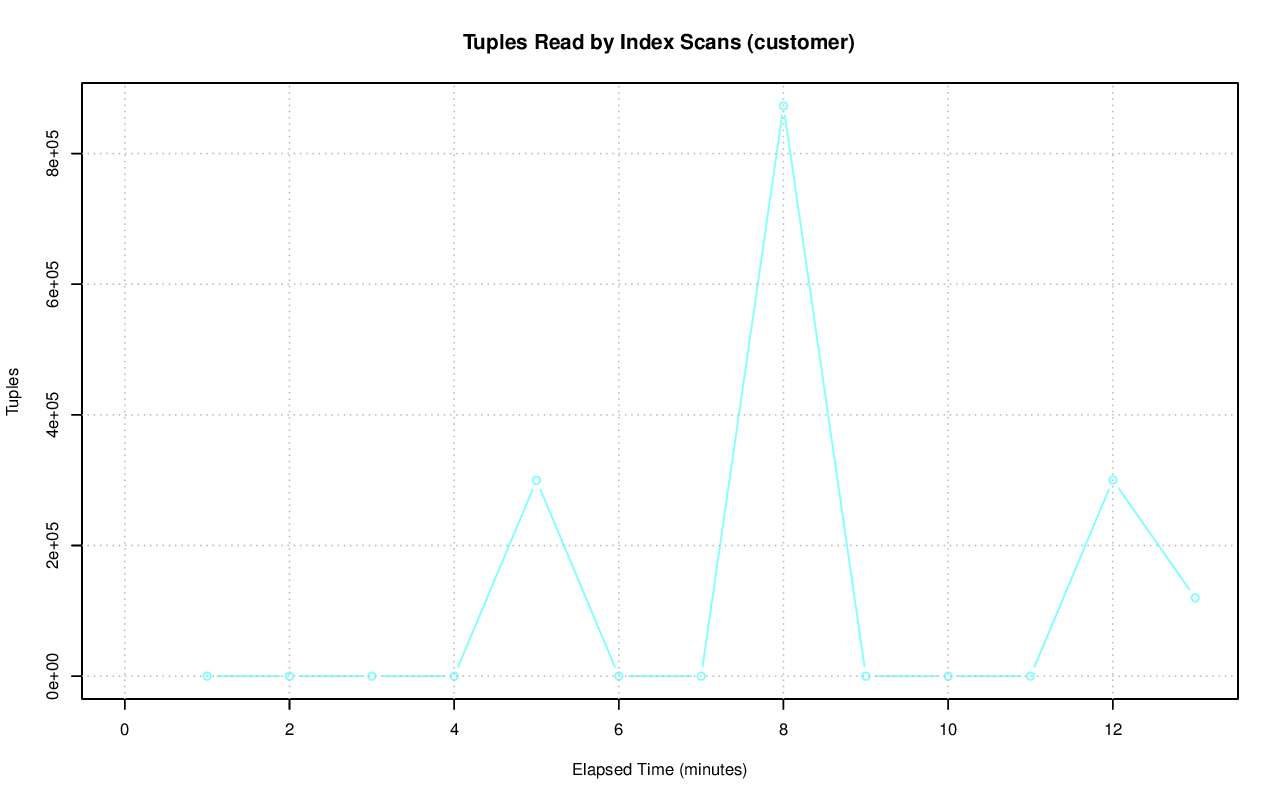 Tuples Read by Index Scans (customer)
Tuples
8e+05
6e+05
4e+05
2e+05
0e+00
0 2 4 6 8 10 12
Elapsed Time (minutes)